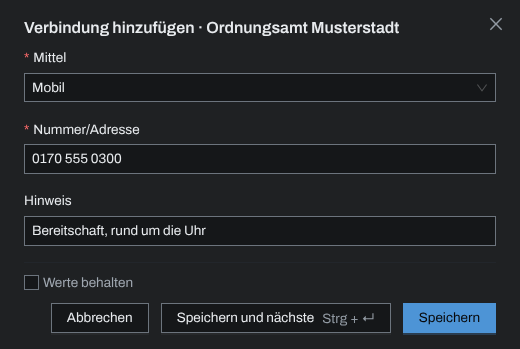 Verbindung hinzufügen · Ordnungsamt Musterstadt
* Mittel
Mobil
* Nummer/Adresse
0170 555 0300
Hinweis
Bereitschaft, rund um die Uhr
Werte behalten
Abbrechen
Speichern und nächste Strg + ↵
Speichern